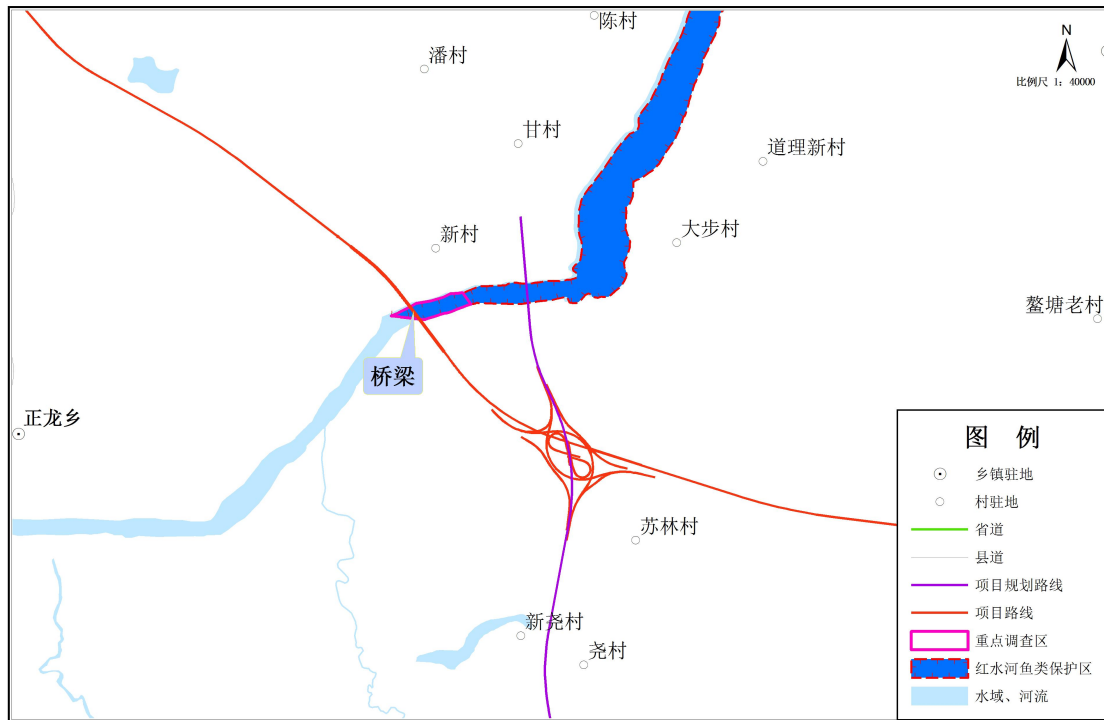 陈村
N
潘村
比例尺 1: 40000
甘村
道理新村
新村
大步村
鳌塘老村
桥梁
正龙乡
苏林村
新尧村
尧村
图 例
乡镇驻地
村驻地
省道
县道
项目规划路线
项目路线
重点调查区
红水河鱼类保护区
水域、河流